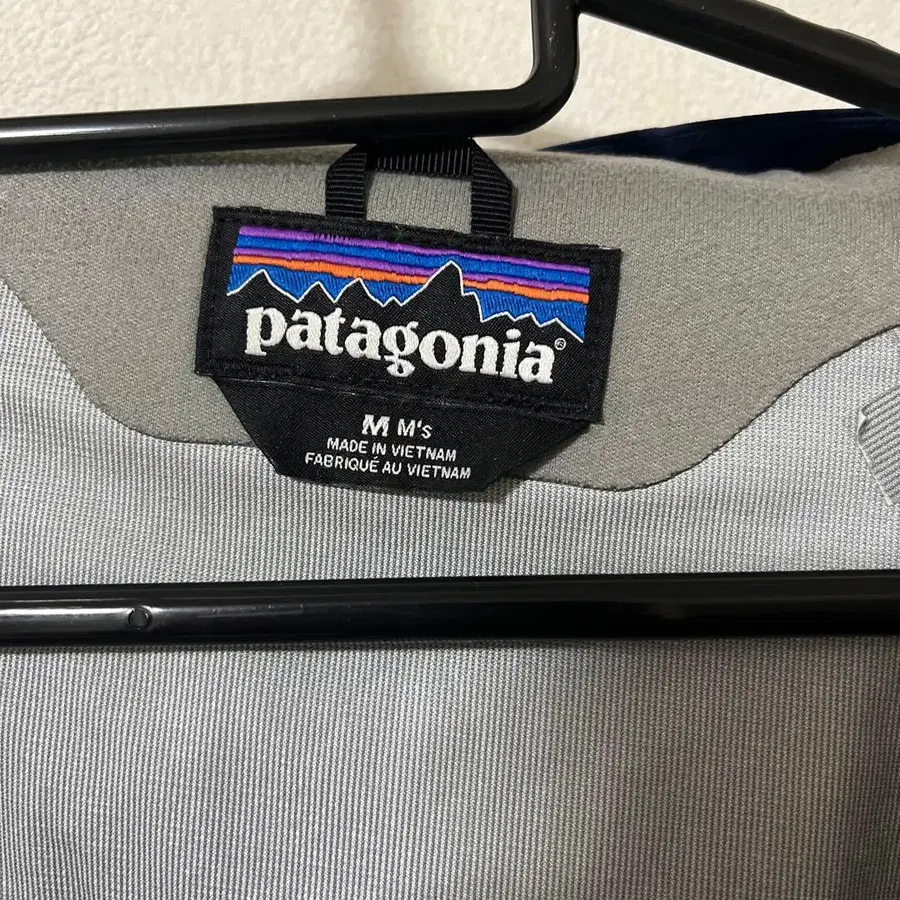 patagonia®
M M's
MADE IN VIETNAM
FABRIQUÉ AU VIETNAM